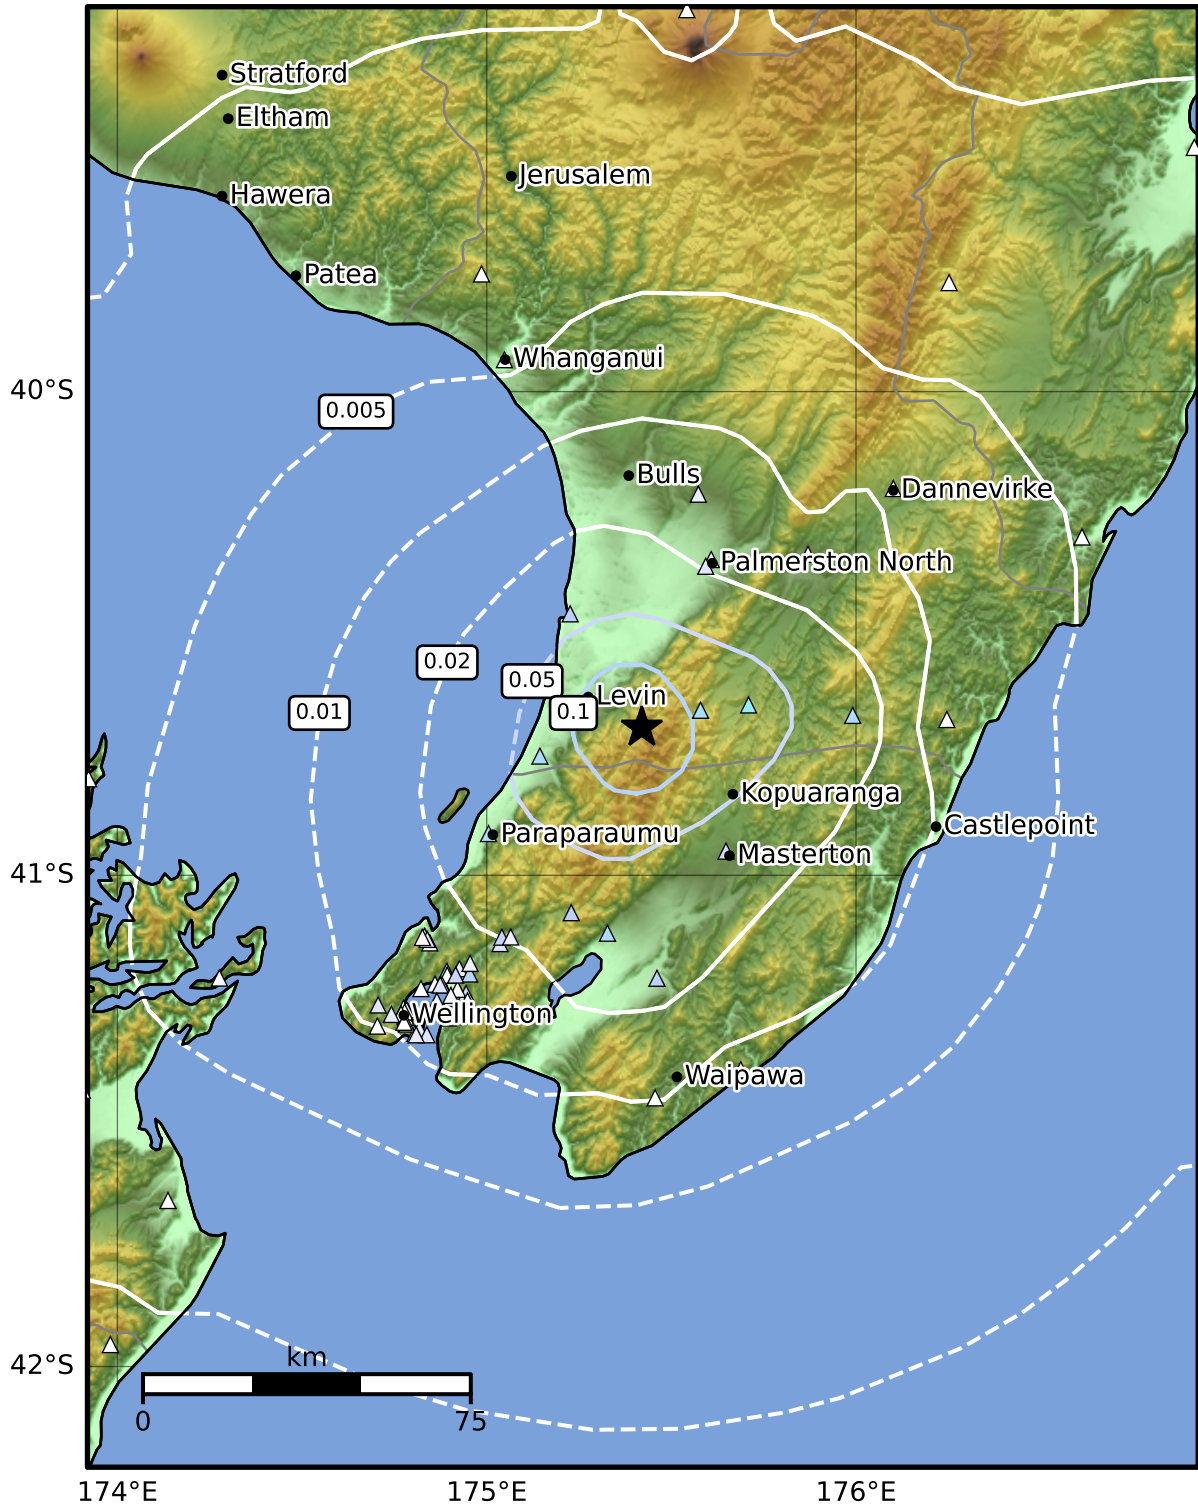 Stratford
Eltham
Jerusalem
Hawera
Patea
Whanganui
40°S
0.005
Bulls
Dannevirke
Palmerston North
0.02
0.05
Levin
0.01
0.1
Kopuaranga
Castlepoint
Paraparaumu
Masterton
41°S
Wellington
Waipawa
km
42°S
0 75
174°E 175°E 176°E